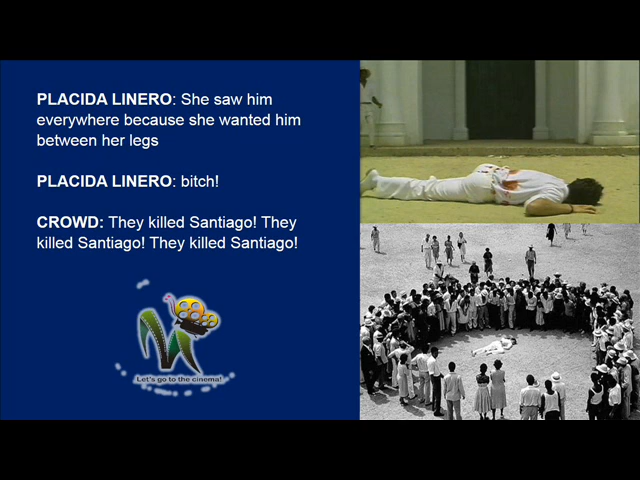 PLACIDA LINERO: She saw him
everywhere because she wanted him
between her legs
PLACIDA LINERO: bitch!
CROWD: They killed Santiago! They
killed Santiago! They killed Santiago!
Let's go to the cinema!